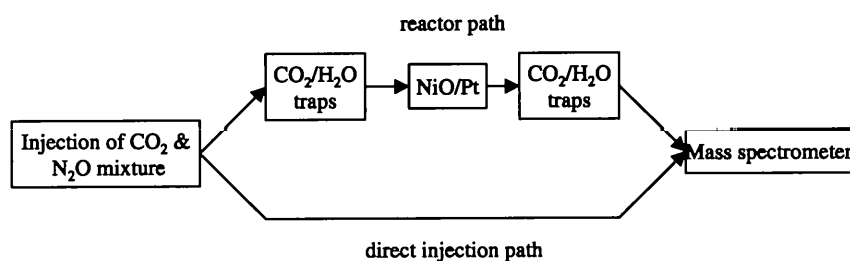 reactor path
CO₂/H₂O
traps
NiO/Pt
CO₂/H₂O
traps
Injection of CO₂ &
N₂O mixture
Mass spectrometer
direct injection path